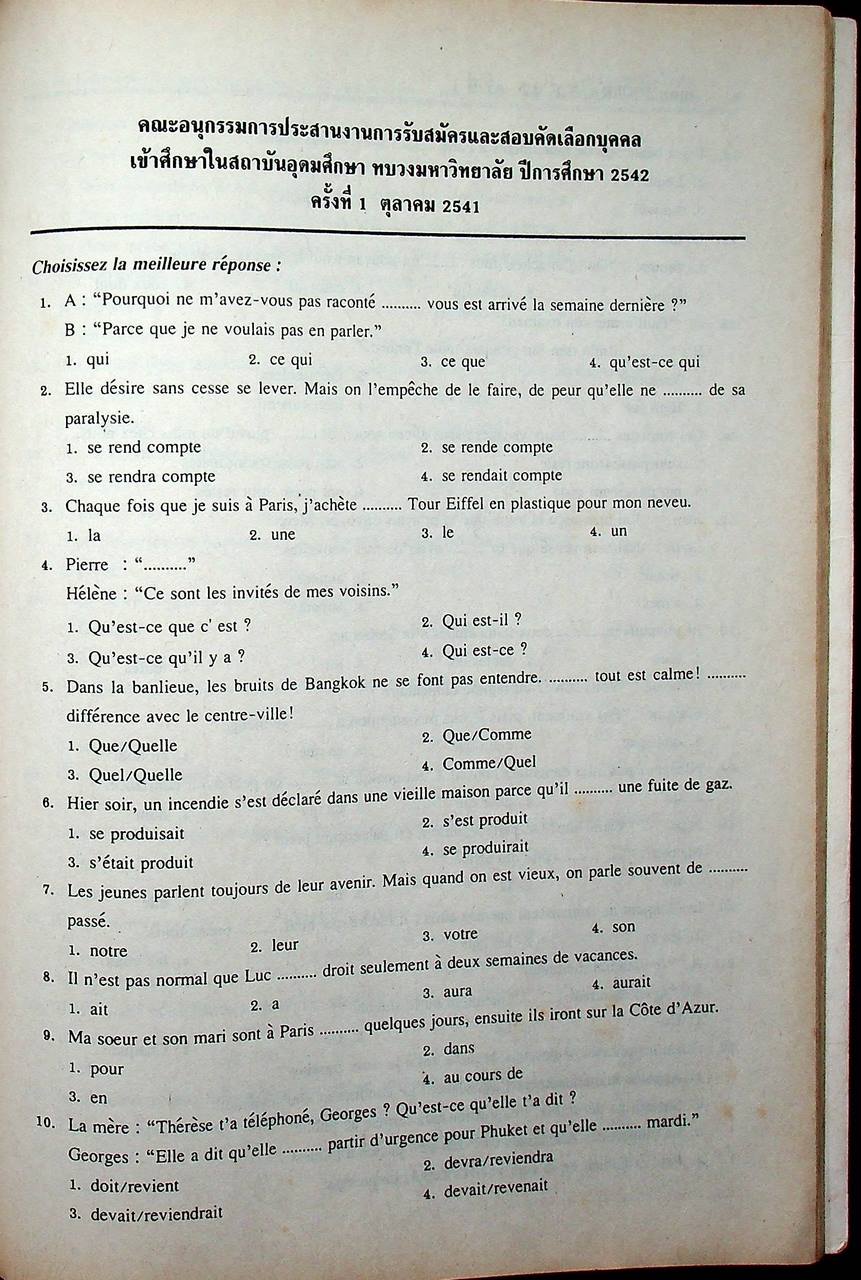 คณะอนุกรรมการประสานงานการรับสมัครและสอบคัดเลือกบุคคล
เข้าศึกษาในสถาบันอุดมศึกษา ทบวงมหาวิทยาลัย ปีการศึกษา 2542
ครั้งที่ 1 ตุลาคม 2541
Choisissez la meilleure réponse :
1. A : “Pourquoi ne m’avez-vous pas raconté .......... vous est arrivé la semaine dernière ?”
B : “Parce que je ne voulais pas en parler.”
1. qui 2. ce qui 3. ce que 4. qu’est-ce qui
2. Elle désire sans cesse se lever. Mais on l’empêche de le faire, de peur qu’elle ne .......... de sa
paralysie.
1. se rend compte 2. se rende compte
3. se rendra compte 4. se rendait compte
3. Chaque fois que je suis à Paris, j’achète .......... Tour Eiffel en plastique pour mon neveu.
1. la 2. une 3. le 4. un
4. Pierre : “..........”
Hélène : “Ce sont les invités de mes voisins.”
1. Qu’est-ce que c' est ? 2. Qui est-il ?
3. Qu’est-ce qu’il y a ? 4. Qui est-ce ?
5. Dans la banlieue, les bruits de Bangkok ne se font pas entendre. .......... tout est calme! ..........
différence avec le centre-ville!
1. Que/Quelle 2. Que/Comme
3. Quel/Quelle 4. Comme/Quel
6. Hier soir, un incendie s’est déclaré dans une vieille maison parce qu’il .......... une fuite de gaz.
1. se produisait 2. s’est produit
3. s’était produit 4. se produirait
7. Les jeunes parlent toujours de leur avenir. Mais quand on est vieux, on parle souvent de ..........
passé.
1. notre 2. leur 3. votre 4. son
8. Il n’est pas normal que Luc .......... droit seulement à deux semaines de vacances.
1. ait 2. a 3. aura 4. aurait
9. Ma soeur et son mari sont à Paris .......... quelques jours, ensuite ils iront sur la Côte d’Azur.
1. pour 2. dans
3. en 4. au cours de
10. La mère : “Thérèse t’a téléphoné, Georges ? Qu’est-ce qu’elle t’a dit ?
Georges : “Elle a dit qu’elle .......... partir d’urgence pour Phuket et qu’elle .......... mardi.”
1. doit/revient 2. devra/reviendra
3. devait/reviendrait 4. devait/revenait